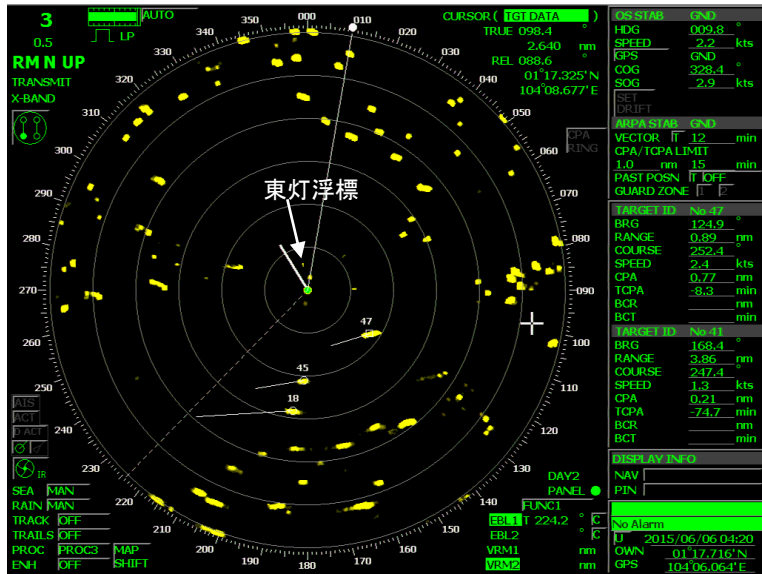 3
0.5
RM N UP
TRANSMIT
X-BAND
AUTO
LP
CURSOR ( TGT DATA )
TRUE 098.4 °
2.640 nm
REL 088.6 °
01°17.325'N
104°08.677'E
000
010
020
030
040
050
060
070
080
090
100
110
120
130
140
150
160
170
190
200
210
220
230
240
250
260
270
280
290
300
310
320
330
340
東灯浮標
47
45
18
CPA
RING
AIS
ACT
D ACT
IR
SEA MAN
RAIN MAN
TRACK OFF
TRAILS OFF
PROC PROC3 MAP
ENH OFF SHIFT
DAY2
PANEL
FUNC1
EBL1 T 224.2 ° C
EBL2 ° C
VRM1 nm
VRM2 nm
OS STAB GND
HDG 009.8 °
SPEED 2.2 kts
GPS GND
COG 328.4 °
SOG 2.9 kts
SET
DRIFT
ARPA STAB GND
VECTOR T 12 min
CPA/TCPA LIMIT
1.0 nm 15 min
PAST POSN T OFF
GUARD ZONE 1 2
TARGET ID No 47
BRG 124.9 °
RANGE 0.89 nm
COURSE 252.4 °
SPEED 2.4 kts
CPA 0.77 nm
TCPA -8.3 min
BCR nm
BCT min
TARGET ID No 41
BRG 168.4 °
RANGE 3.86 nm
COURSE 247.4 °
SPEED 1.3 kts
CPA 0.21 nm
TCPA -74.7 min
BCR nm
BCT min
DISPLAY INFO
NAV
PIN
No Alarm
U 2015/06/06 04:20
OWN 01°17.716'N
GPS 104°06.064'E